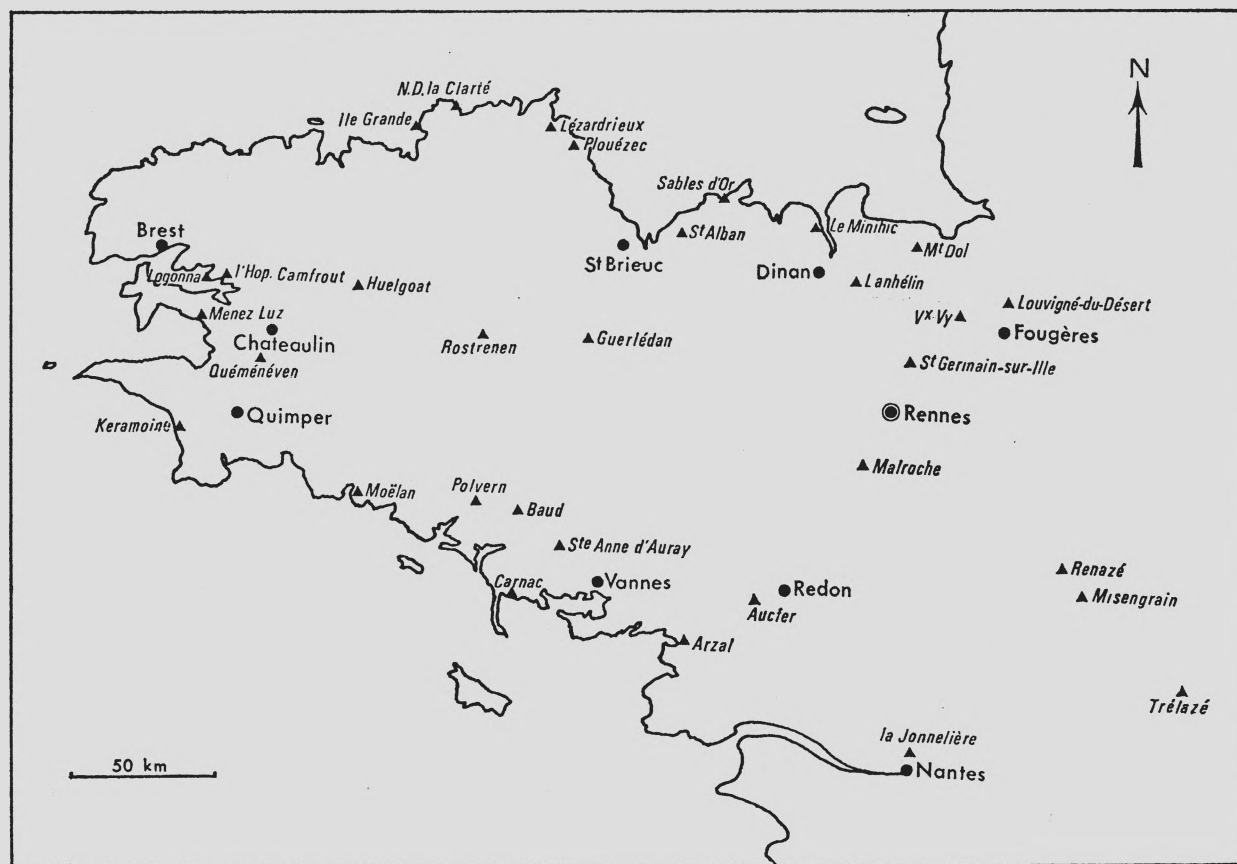 N
N.D. la Clarté
Ile Grande
Lézardrieux
Plouézec
Sables d'Or
St Alban
Le Minihic
Mt Dol
Brest
St Brieuc
Dinan
Logonna
l'Hop. Camfrout
Huelgoat
Lanhélin
Louvigné-du-Désert
Menez Luz
Vx-Vy
Fougères
Chateaulin
Rostrenen
Guerlédan
Quéménéven
St Germain-sur-Ille
Keramoine
Quimper
Rennes
Malroche
Moëlan
Polvern
Baud
Ste Anne d'Auray
Renazé
Carnac
Vannes
Redon
Misengrain
Aucfer
Arzal
Trélazé
la Jonnelière
50 km
Nantes